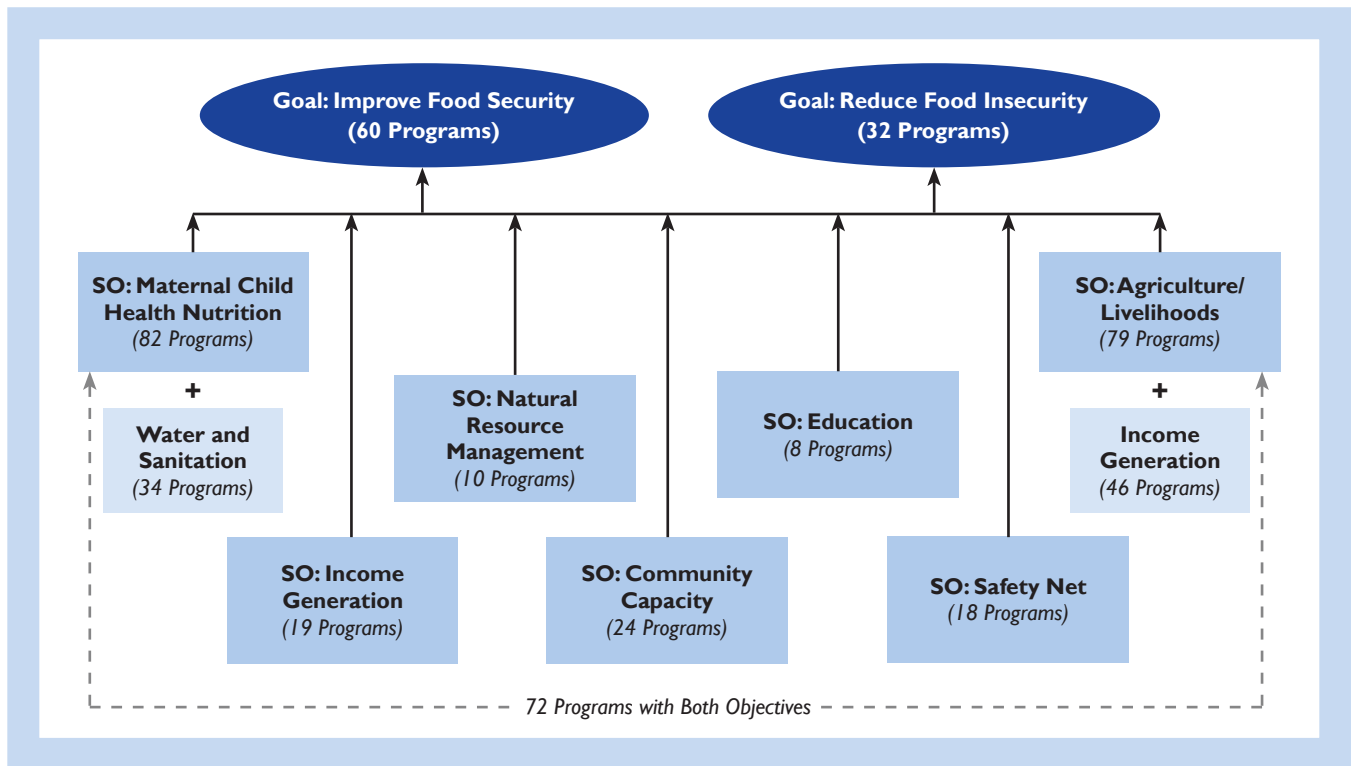 Goal: Improve Food Security
(60 Programs)
Goal: Reduce Food Insecurity
(32 Programs)
SO: Maternal Child
Health Nutrition
(82 Programs)
+
Water and
Sanitation
(34 Programs)
SO: Income
Generation
(19 Programs)
SO: Natural
Resource
Management
(10 Programs)
SO: Community
Capacity
(24 Programs)
SO: Education
(8 Programs)
SO: Safety Net
(18 Programs)
SO: Agriculture/
Livelihoods
(79 Programs)
+
Income
Generation
(46 Programs)
72 Programs with Both Objectives